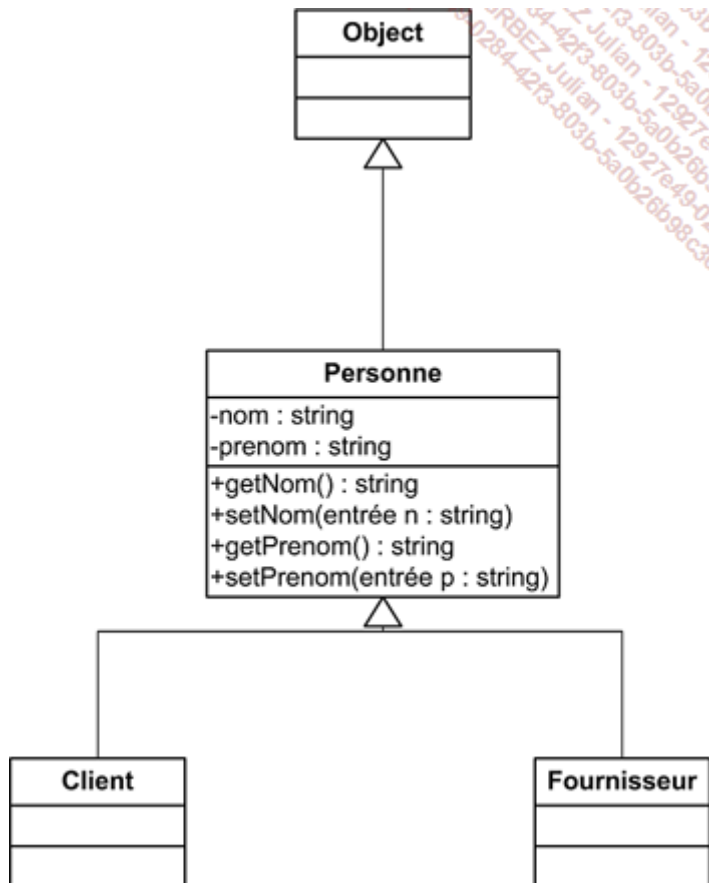 Object
Personne
-nom : string
-prenom : string
+getNom() : string
+setNom(entrée n : string)
+getPrenom() : string
+setPrenom(entrée p : string)
Client
Fournisseur